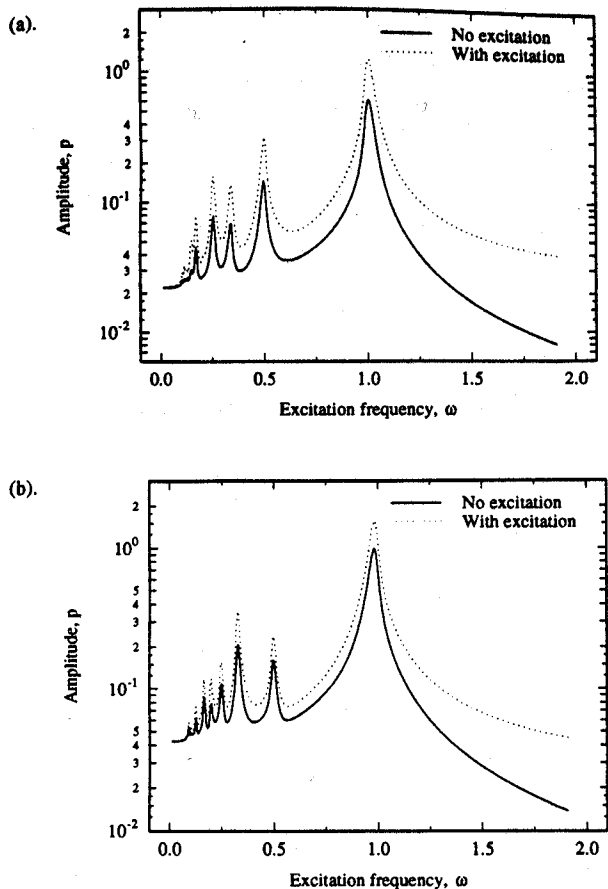 (a).
No excitation
With excitation
Amplitude, p
2
10^0
4
3
2
10^-1
4
3
2
10^-2
0.0 0.5 1.0 1.5 2.0
Excitation frequency, ω
(b).
No excitation
With excitation
Amplitude, p
2
10^0
5
4
3
2
10^-1
5
4
3
2
10^-2
0.0 0.5 1.0 1.5 2.0
Excitation frequency, ω